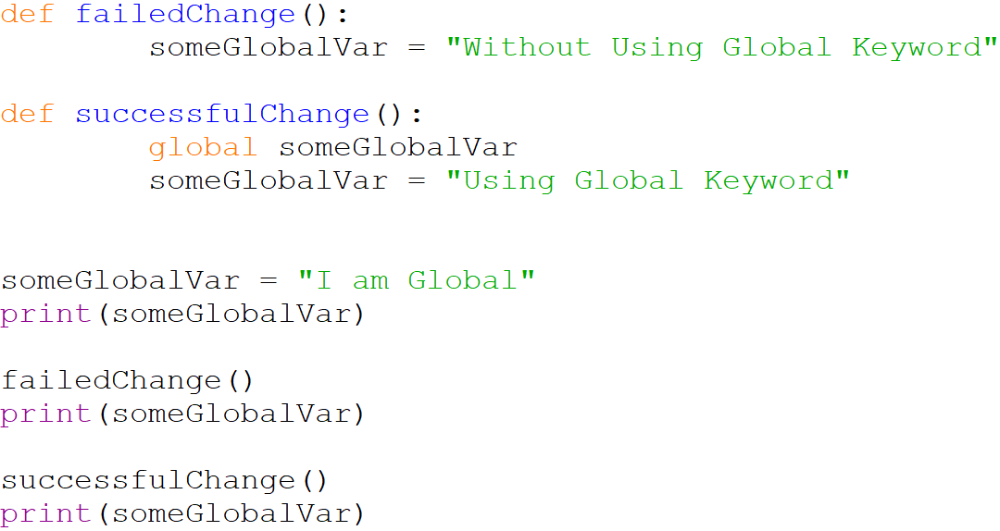 def failedChange():
        someGlobalVar = "Without Using Global Keyword"
def successfulChange():
        global someGlobalVar
        someGlobalVar = "Using Global Keyword"
someGlobalVar = "I am Global"
print(someGlobalVar)
failedChange()
print(someGlobalVar)
successfulChange()
print(someGlobalVar)